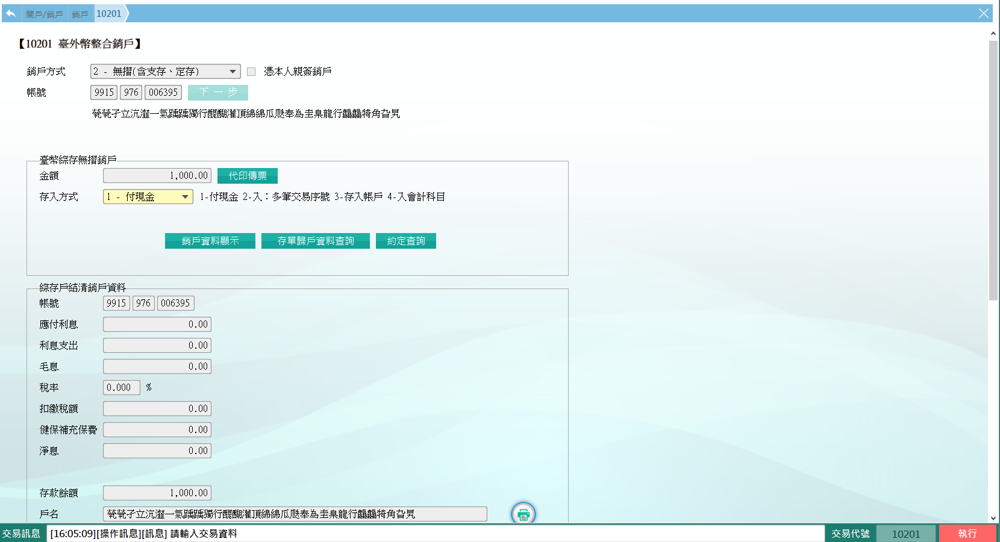 開戶/銷戶 銷戶 10201
【10201 臺外幣整合銷戶】
銷戶方式 2 - 無摺(含支存、定存) 憑本人親簽銷戶
帳號 9915 976 006395 下一步
煢煢孑立沆瀣一氣踽踽獨行醍醐灌頂綿綿瓜瓞奉為圭臬龍行龘龘犄角旮旯
臺幣綜存無摺銷戶
金額 1,000.00 代印傳票
存入方式 1 - 付現金 1-付現金 2-入：多筆交易序號 3-存入帳戶 4-入會計科目
銷戶資料顯示 存單歸戶資料查詢 約定查詢
綜存戶結清銷戶資料
帳號 9915 976 006395
應付利息 0.00
利息支出 0.00
毛息 0.00
稅率 0.000 %
扣繳稅額 0.00
健保補充保費 0.00
淨息 0.00
存款餘額 1,000.00
戶名 煢煢孑立沆瀣一氣踽踽獨行醍醐灌頂綿綿瓜瓞奉為圭臬龍行龘龘犄角旮旯
交易訊息 [16:05:09][操作訊息][訊息] 請輸入交易資料 交易代號 10201 執行